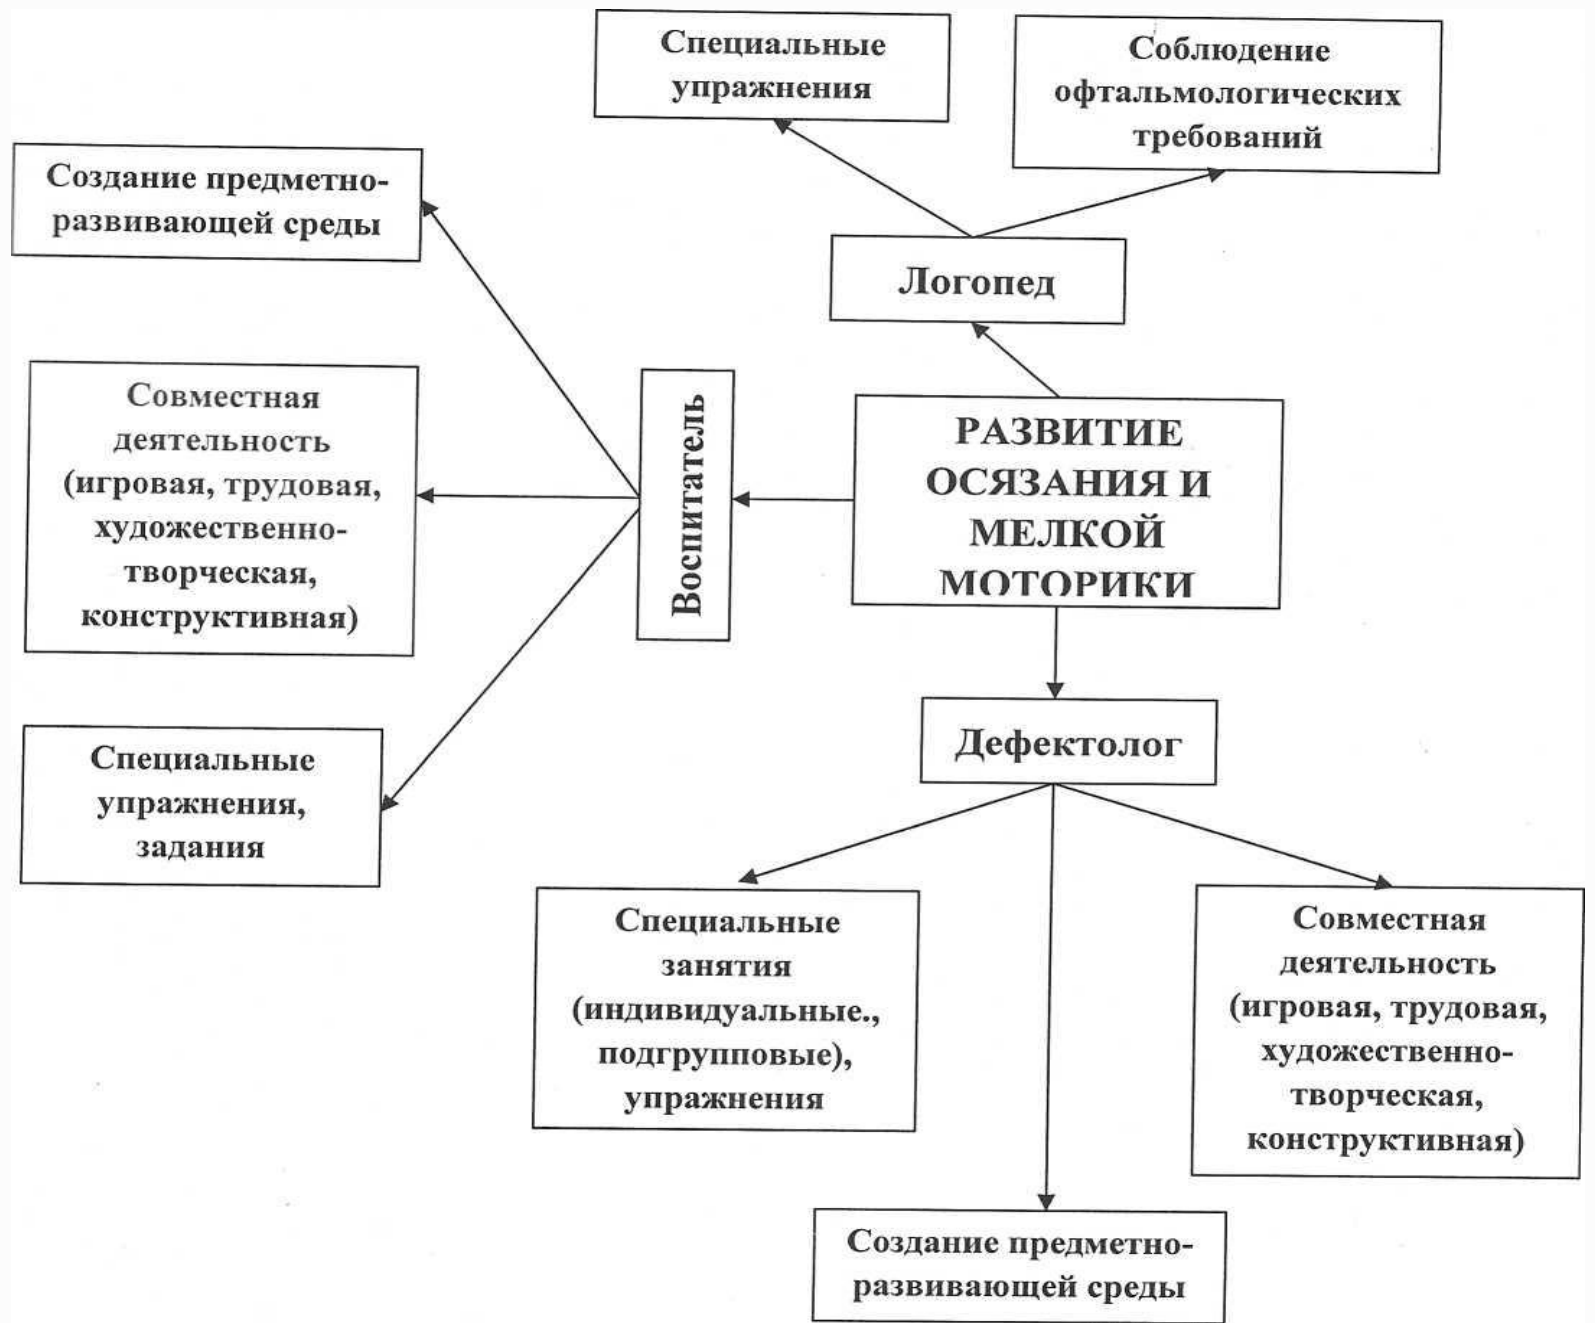 Специальные
упражнения
Соблюдение
офтальмологических
требований
Создание предметно-
развивающей среды
Логопед
Совместная
деятельность
(игровая, трудовая,
художественно-
творческая,
конструктивная)
Воспитатель
РАЗВИТИЕ
ОСЯЗАНИЯ И
МЕЛКОЙ
МОТОРИКИ
Специальные
упражнения,
задания
Дефектолог
Специальные
занятия
(индивидуальные.,
подгрупповые),
упражнения
Совместная
деятельность
(игровая, трудовая,
художественно-
творческая,
конструктивная)
Создание предметно-
развивающей среды